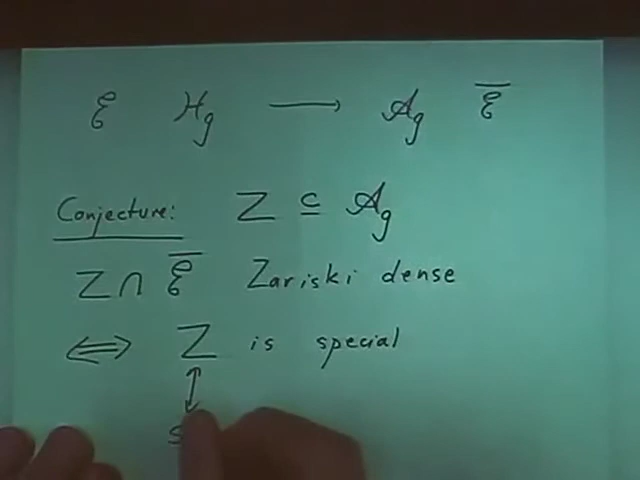 ℰ ℋg ⟶ 𝒜g ℰ̅
Conjecture: Z ⊆ 𝒜g
Z ∩ ℰ̅ Zariski dense
⟺ Z is special
↕